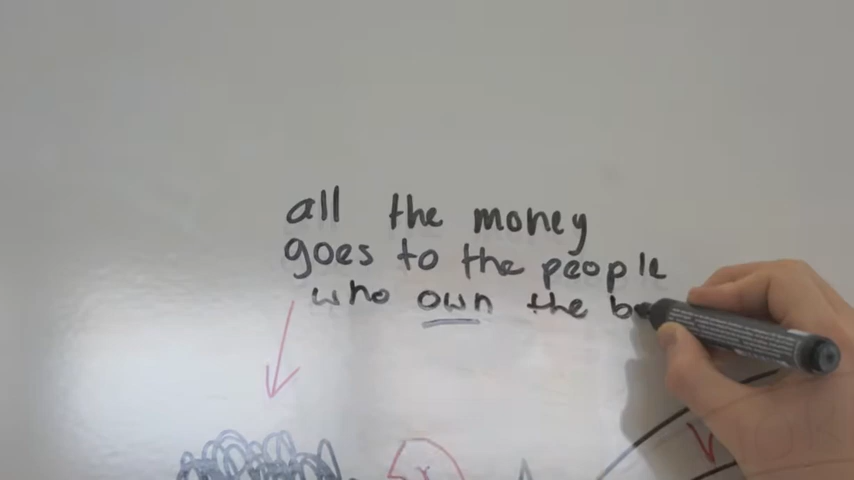 all the money
goes to the people
who own the